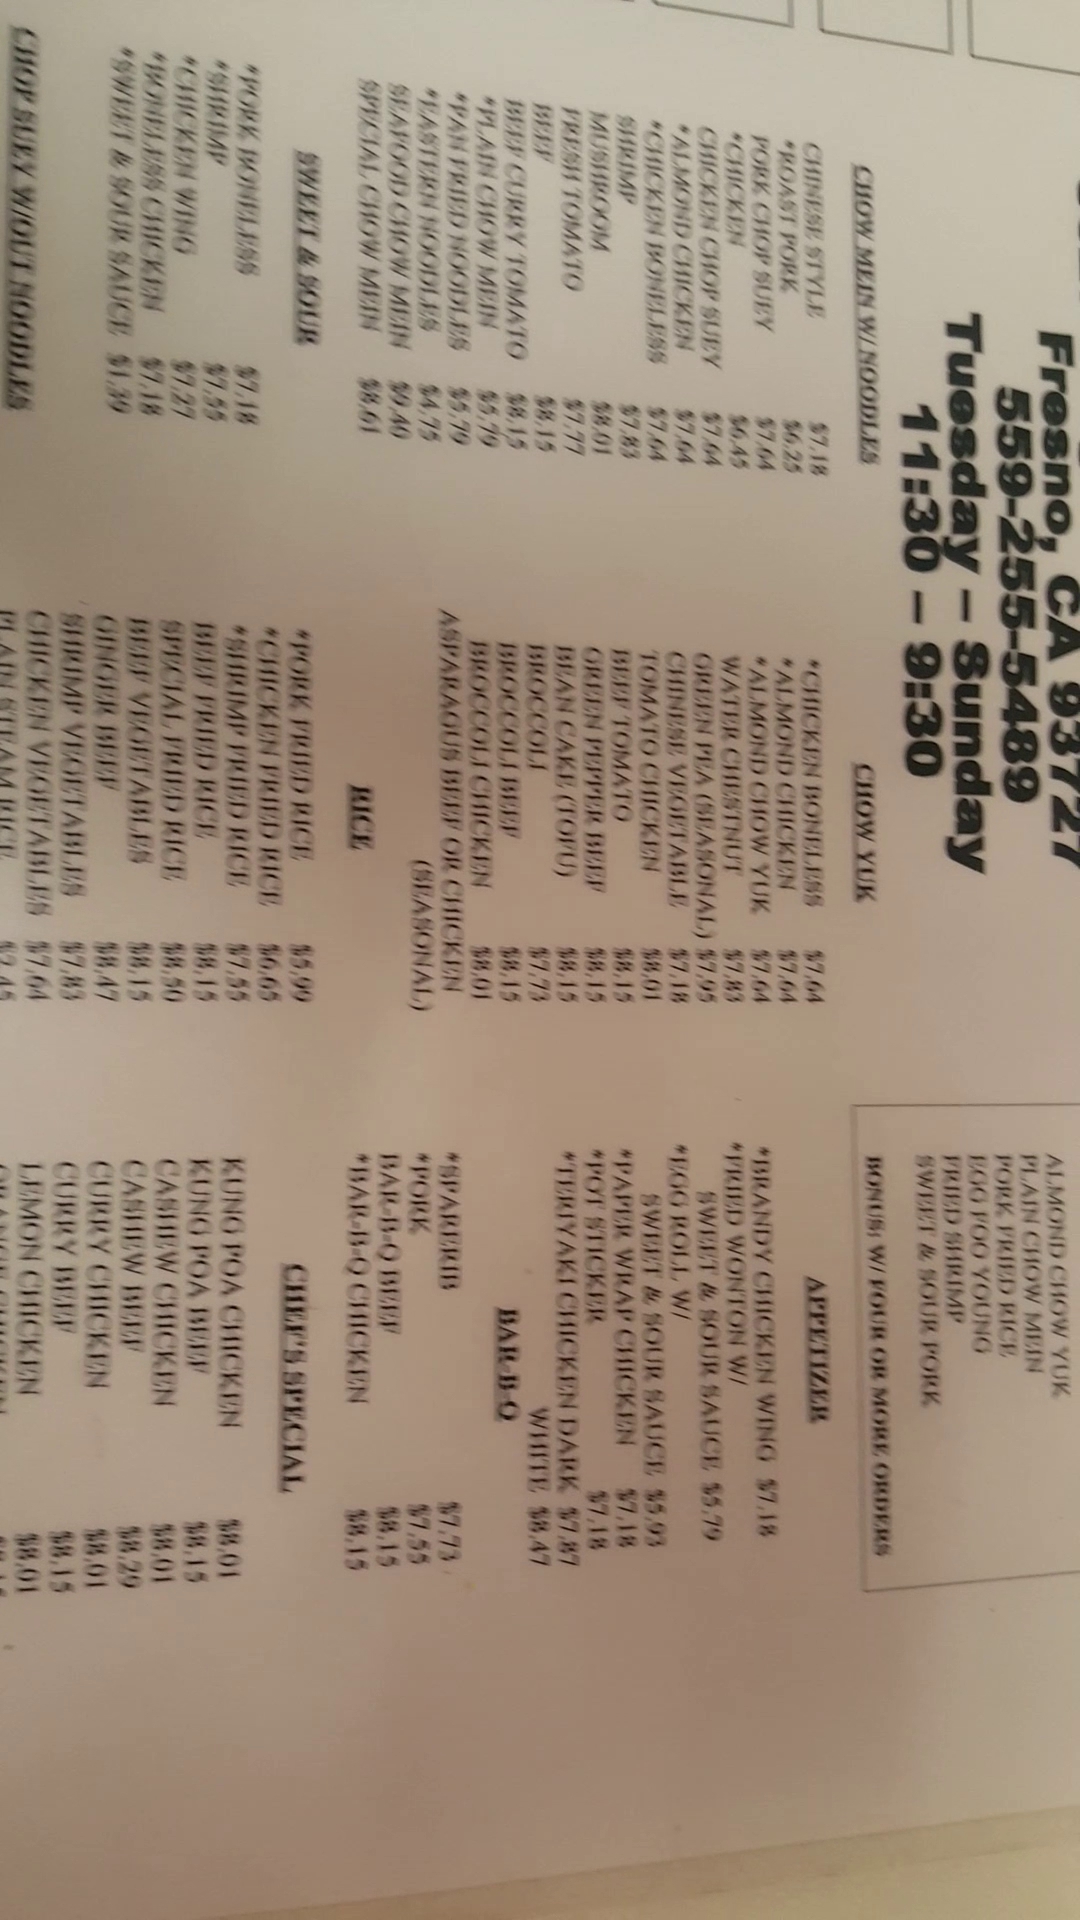 Fresno, CA 93727
559-255-5489
Tuesday – Sunday
11:30 – 9:30
CHOW MEIN W/ NOODLES
CHINESE STYLE $7.18
*ROAST PORK $6.25
PORK CHOP SUEY $7.64
*CHICKEN $6.45
CHICKEN CHOP SUEY $7.64
*ALMOND CHICKEN $7.64
*CHICKEN BONELESS $7.64
SHRIMP $7.83
MUSHROOM $8.01
FRESH TOMATO $7.77
BEEF $8.15
BEEF CURRY TOMATO $8.15
*PLAIN CHOW MEIN $5.79
*PAN FRIED NOODLES $5.79
*EASTERN NOODLES $4.75
SEAFOOD CHOW MEIN $9.40
SPECIAL CHOW MEIN $8.61
SWEET & SOUR
*PORK BONELESS $7.18
*SHRIMP $7.55
*CHICKEN WING $7.27
*BONELESS CHICKEN $7.18
*SWEET & SOUR SAUCE $1.39
CHOP SUEY W/OUT NOODLES
CHOW YUK
*CHICKEN BONELESS $7.64
*ALMOND CHICKEN $7.64
*ALMOND CHOW YUK $7.64
WATER CHESTNUT $7.83
GREEN PEA (SEASONAL) $7.95
CHINESE VEGETABLE $7.18
TOMATO CHICKEN $8.01
BEEF TOMATO $8.15
GREEN PEPPER BEEF $8.15
BEAN CAKE (TOFU) $8.15
BROCCOLI $7.73
BROCCOLI BEEF $8.15
BROCCOLI CHICKEN $8.01
ASPARAGUS BEEF OR CHICKEN
(SEASONAL)
RICE
*PORK FRIED RICE $5.99
*CHICKEN FRIED RICE $6.65
*SHRIMP FRIED RICE $7.55
BEEF FRIED RICE $8.15
SPECIAL FRIED RICE $8.50
BEEF VEGETABLES $8.15
GINGER BEEF $8.47
SHRIMP VEGETABLES $7.83
CHICKEN VEGETABLES $7.64
PLAIN STEAM RICE $2.45
ALMOND CHOW YUK
PLAIN CHOW MEIN
PORK FRIED RICE
EGG FOO YOUNG
FRIED SHRIMP
SWEET & SOUR PORK
BONUS W/ FOUR OR MORE ORDERS
APPETIZER
*BRANDY CHICKEN WING $7.18
*FRIED WONTON W/
SWEET & SOUR SAUCE $5.79
*EGG ROLL W/
SWEET & SOUR SAUCE $5.93
*PAPER WRAP CHICKEN $7.18
*POT STICKER $7.18
*TERIYAKI CHICKEN DARK $7.87
WHITE $8.47
BAR-B-Q
*SPARERIB $7.73
*PORK $7.55
BAR-B-Q BEEF $8.15
*BAR-B-Q CHICKEN $8.15
CHEF'S SPECIAL
KUNG POA CHICKEN $8.01
KUNG POA BEEF $8.15
CASHEW CHICKEN $8.01
CASHEW BEEF $8.29
CURRY CHICKEN $8.01
CURRY BEEF $8.15
LEMON CHICKEN $8.01